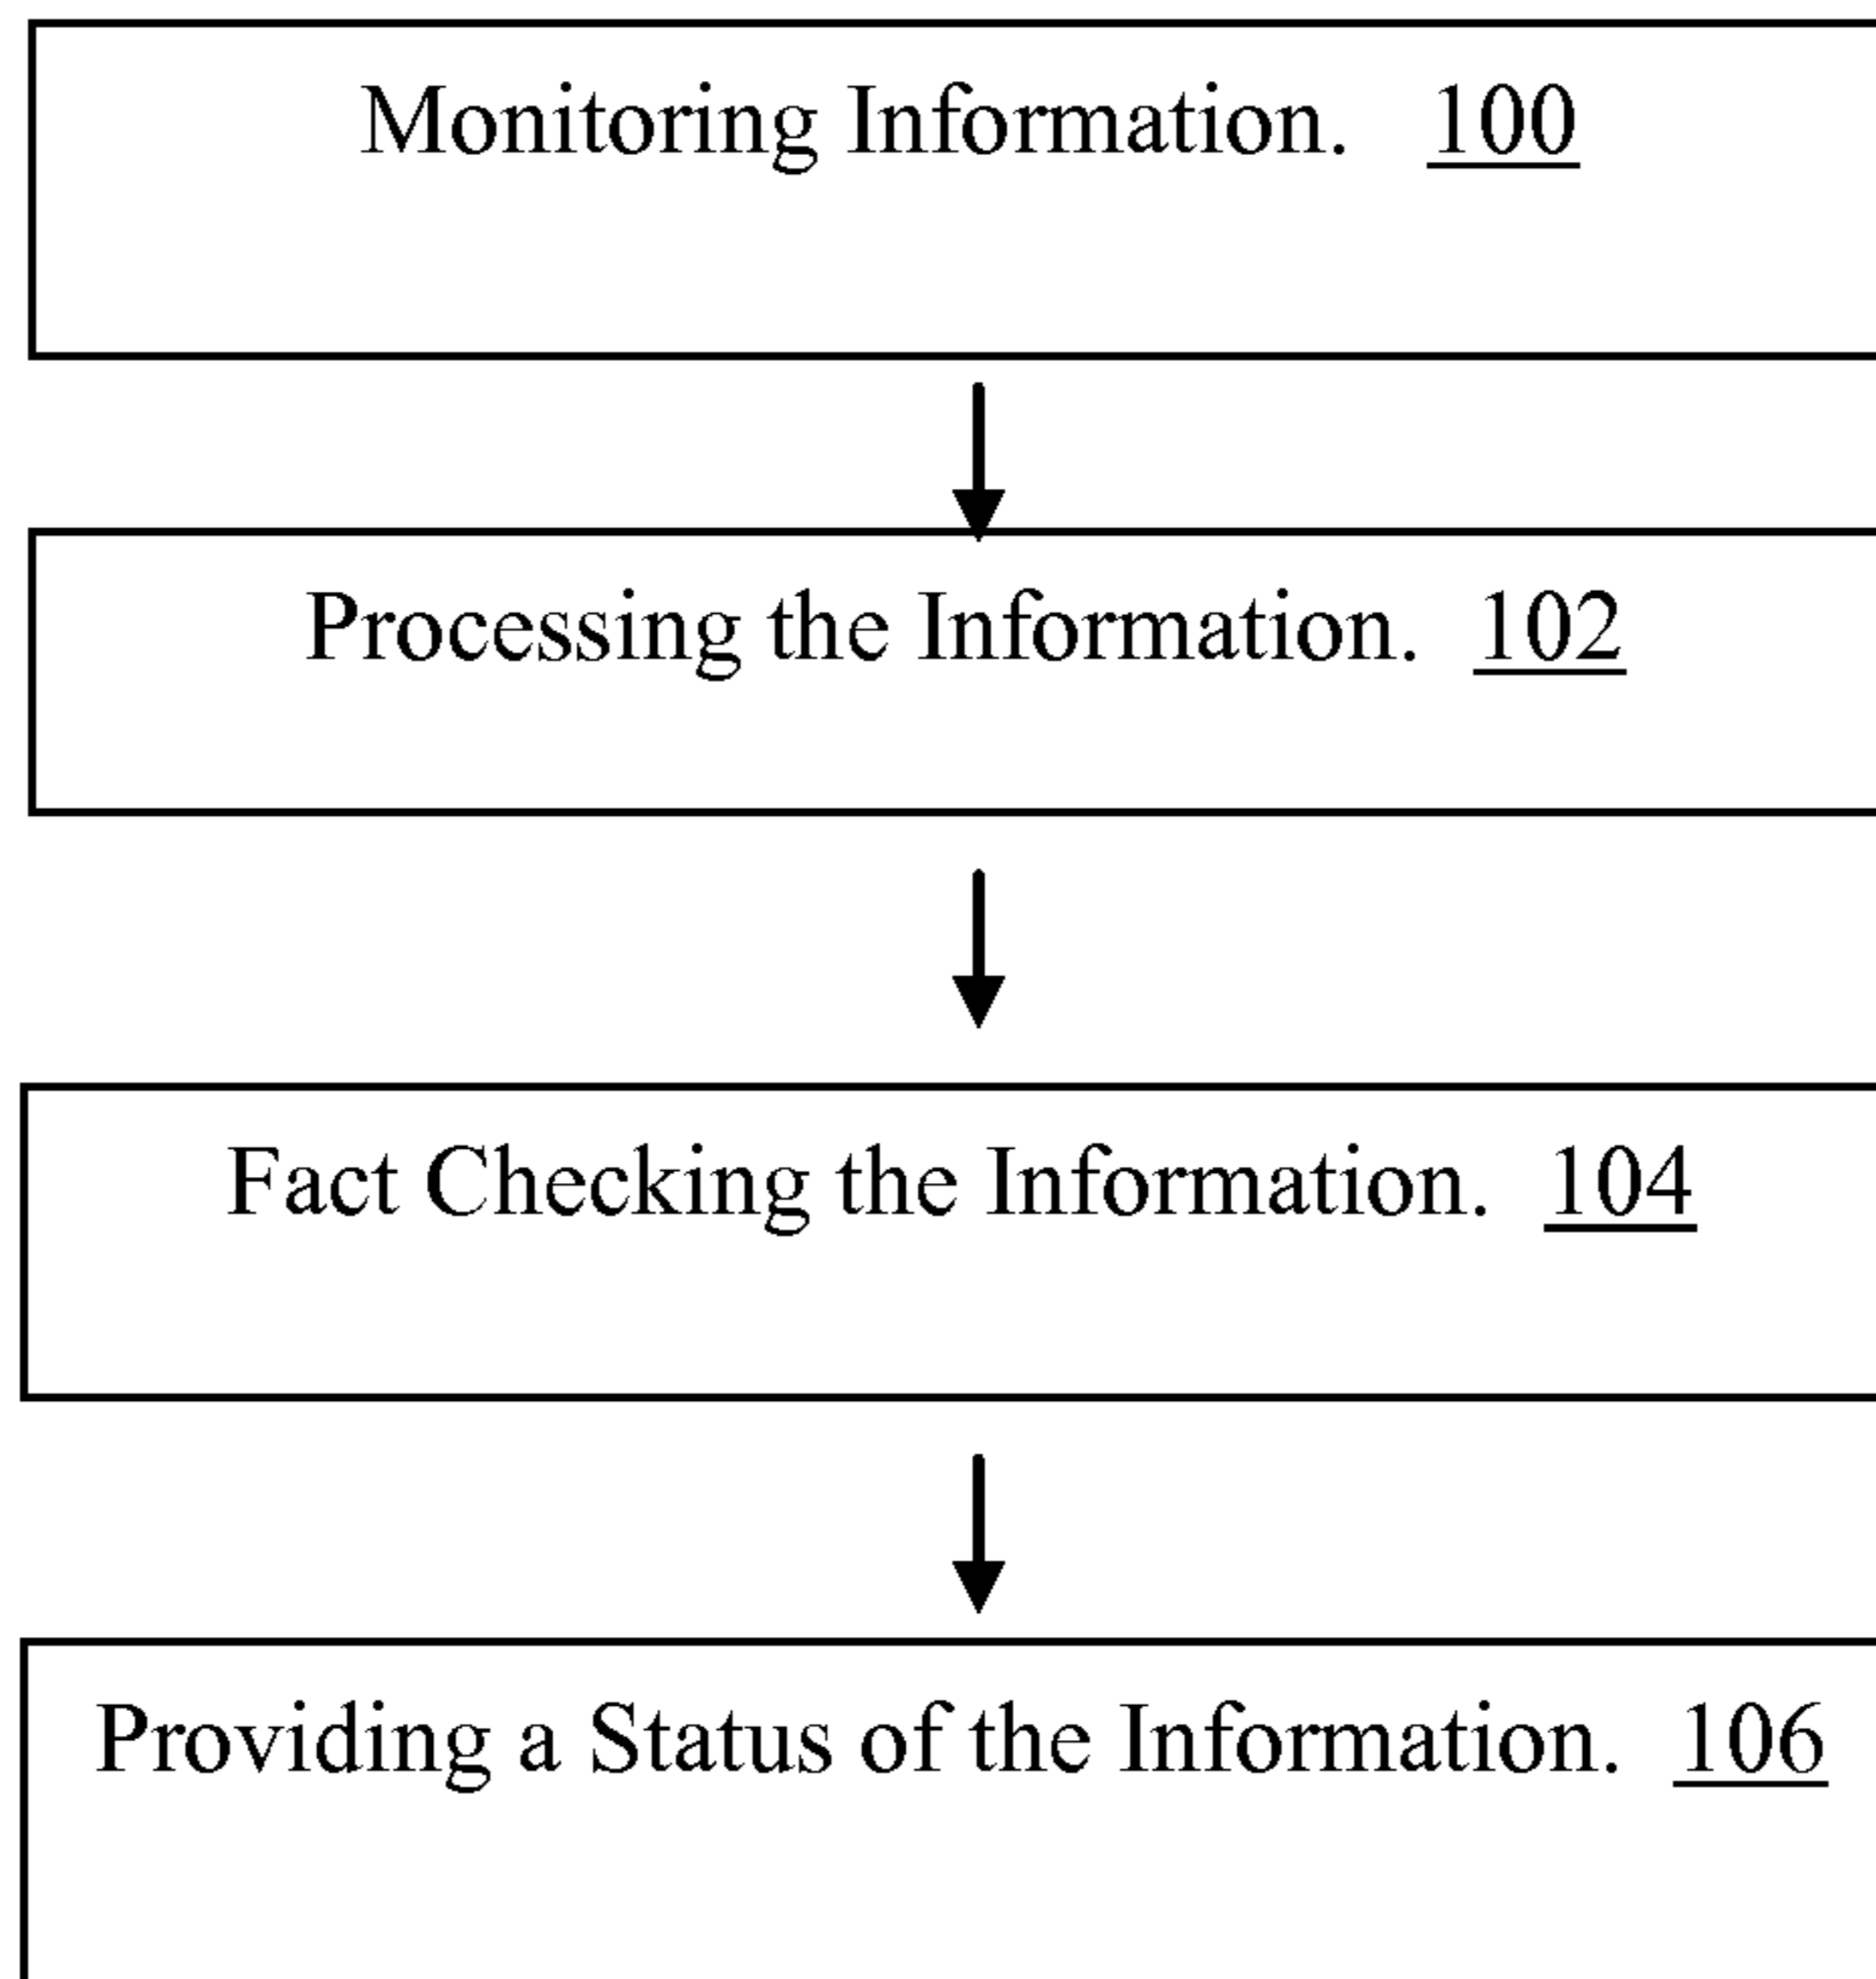 Monitoring Information. 100
Processing the Information. 102
Fact Checking the Information. 104
Providing a Status of the Information. 106